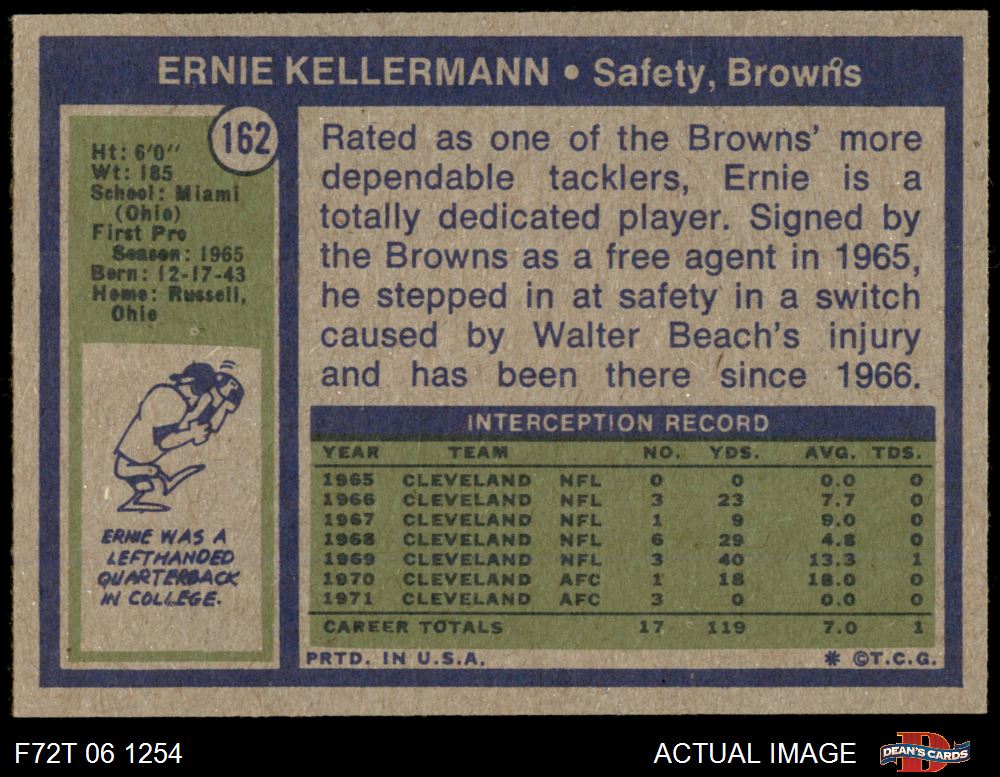 ERNIE KELLERMANN • Safety, Browns
162
Ht: 6'0"
Wt: 185
School: Miami
(Ohio)
First Pro
Season: 1965
Born: 12-17-43
Home: Russell,
Ohio
ERNIE WAS A
LEFTHANDED
QUARTERBACK
IN COLLEGE.
Rated as one of the Browns' more
dependable tacklers, Ernie is a
totally dedicated player. Signed by
the Browns as a free agent in 1965,
he stepped in at safety in a switch
caused by Walter Beach's injury
and has been there since 1966.
INTERCEPTION RECORD
YEAR TEAM NO. YDS. AVG. TDS.
1965 CLEVELAND NFL 0 0 0.0 0
1966 CLEVELAND NFL 3 23 7.7 0
1967 CLEVELAND NFL 1 9 9.0 0
1968 CLEVELAND NFL 6 29 4.8 0
1969 CLEVELAND NFL 3 40 13.3 1
1970 CLEVELAND AFC 1 18 18.0 0
1971 CLEVELAND AFC 3 0 0.0 0
CAREER TOTALS 17 119 7.0 1
PRTD. IN U.S.A. * ©T.C.G.
F72T 06 1254 ACTUAL IMAGE D DEAN'S CARDS